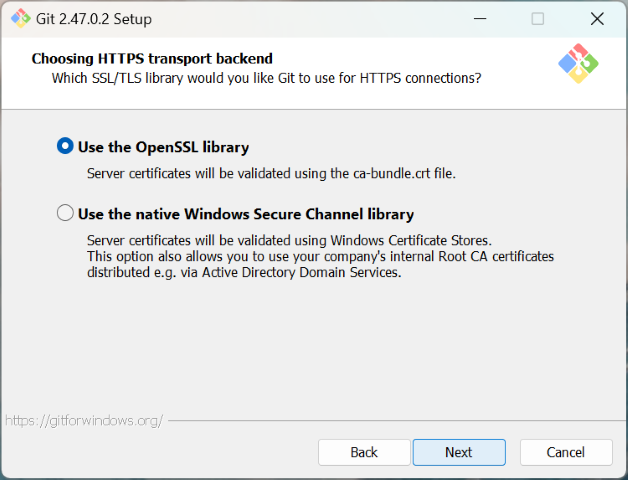 Git 2.47.0.2 Setup
Choosing HTTPS transport backend
Which SSL/TLS library would you like Git to use for HTTPS connections?
Use the OpenSSL library
Server certificates will be validated using the ca-bundle.crt file.
Use the native Windows Secure Channel library
Server certificates will be validated using Windows Certificate Stores.
This option also allows you to use your company's internal Root CA certificates
distributed e.g. via Active Directory Domain Services.
https://gitforwindows.org/
Back
Next
Cancel